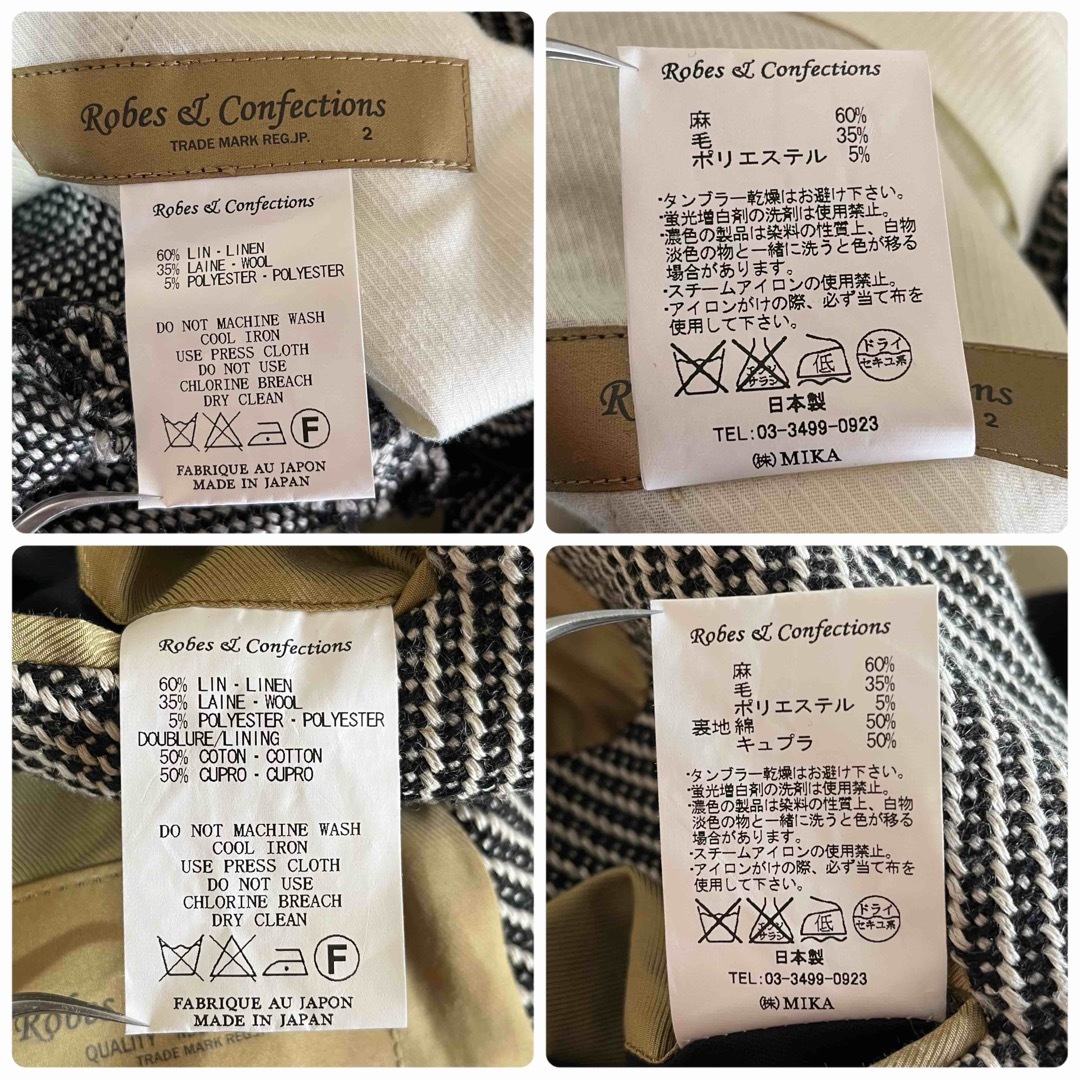 Robes & Confections
TRADE MARK REG.JP. 2
Robes & Confections
60% LIN - LINEN
35% LAINE - WOOL
5% POLYESTER - POLYESTER
DO NOT MACHINE WASH
COOL IRON
USE PRESS CLOTH
DO NOT USE
CHLORINE BREACH
DRY CLEAN
F
FABRIQUE AU JAPON
MADE IN JAPAN
Robes & Confections
麻 60%
毛 35%
ポリエステル 5%
・タンブラー乾燥はお避け下さい。
・蛍光増白剤の洗剤は使用禁止。
・濃色の製品は染料の性質上、白物
淡色の物と一緒に洗うと色が移る
場合があります。
・スチームアイロンの使用禁止。
・アイロンがけの際、必ず当て布を
使用して下さい。
エンソ
サラシ
低
ドライ
セキユ系
日本製
TEL:03-3499-0923
㈱ MIKA
R
nfections
2
Robes & Confections
60% LIN - LINEN
35% LAINE - WOOL
5% POLYESTER - POLYESTER
DOUBLURE/LINING
50% COTON - COTTON
50% CUPRO - CUPRO
DO NOT MACHINE WASH
COOL IRON
USE PRESS CLOTH
DO NOT USE
CHLORINE BREACH
DRY CLEAN
F
FABRIQUE AU JAPON
MADE IN JAPAN
Robes
QUALITY
TRADE MARK REG.
Robes & Confections
麻 60%
毛 35%
ポリエステル 5%
裏地 綿 50%
キュプラ 50%
・タンブラー乾燥はお避け下さい。
・蛍光増白剤の洗剤は使用禁止。
・濃色の製品は染料の性質上、白物
淡色の物と一緒に洗うと色が移る
場合があります。
・スチームアイロンの使用禁止。
・アイロンがけの際、必ず当て布を
使用して下さい。
エンソ
サラシ
低
ドライ
セキユ系
日本製
TEL:03-3499-0923
㈱ MIKA